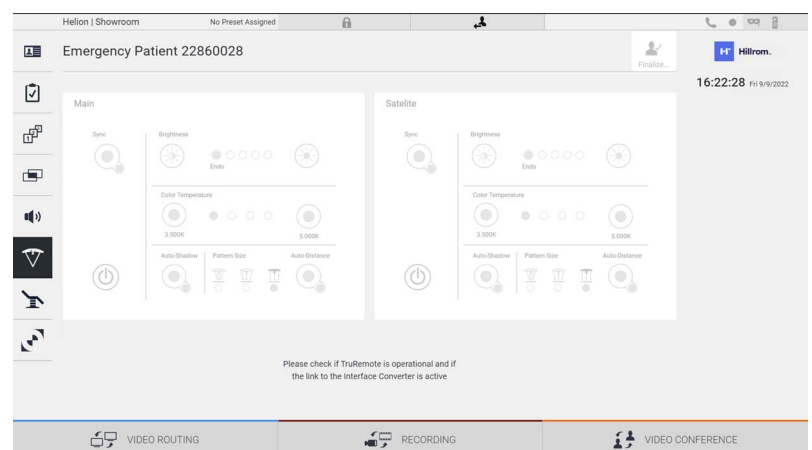 Helion | Showroom
No Preset Assigned
Emergency Patient 22860028
Finalize...
Hillrom.
16:22:28 Fri 9/9/2022
Main
Sync
Brightness
Endo
Color Temperature
3.500K
5.000K
Auto-Shadow
Pattern Size
Auto-Distance
Satelite
Sync
Brightness
Endo
Color Temperature
3.500K
5.000K
Auto-Shadow
Pattern Size
Auto-Distance
Please check if TruRemote is operational and if
the link to the Interface Converter is active
VIDEO ROUTING
RECORDING
VIDEO CONFERENCE